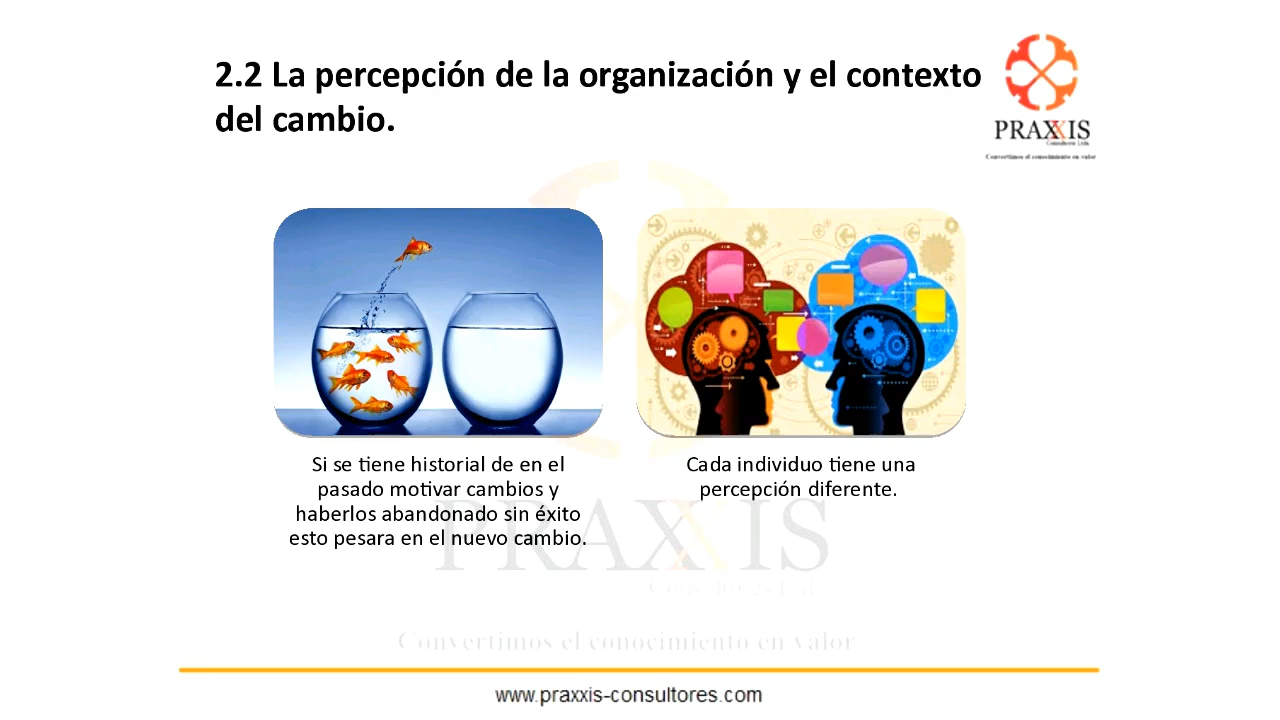 2.2 La percepción de la organización y el contexto
del cambio.
PRAXXIS
Consultores Ltda.
Convertimos el conocimiento en valor
Si se tiene historial de en el
pasado motivar cambios y
haberlos abandonado sin éxito
esto pesara en el nuevo cambio.
Cada individuo tiene una
percepción diferente.
PRAXXIS
Convertimos el conocimiento en valor
www.praxxis-consultores.com